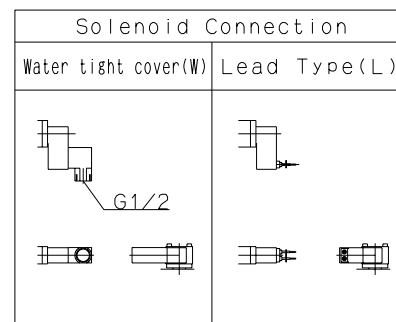 Solenoid Connection
Water tight cover(W)
Lead Type(L)
G1/2